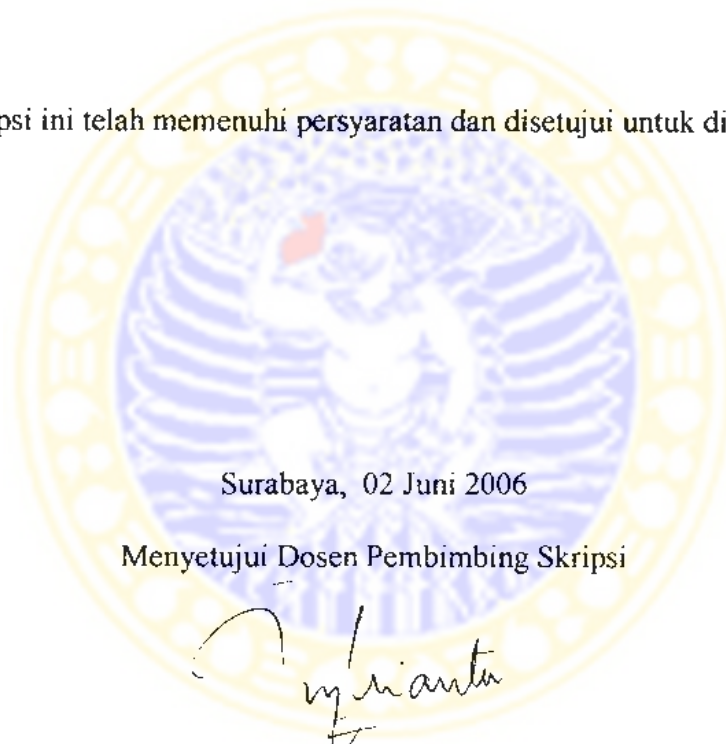 psi ini telah memenuhi persyaratan dan disetujui untuk di
Surabaya, 02 Juni 2006
Menyetujui Dosen Pembimbing Skripsi